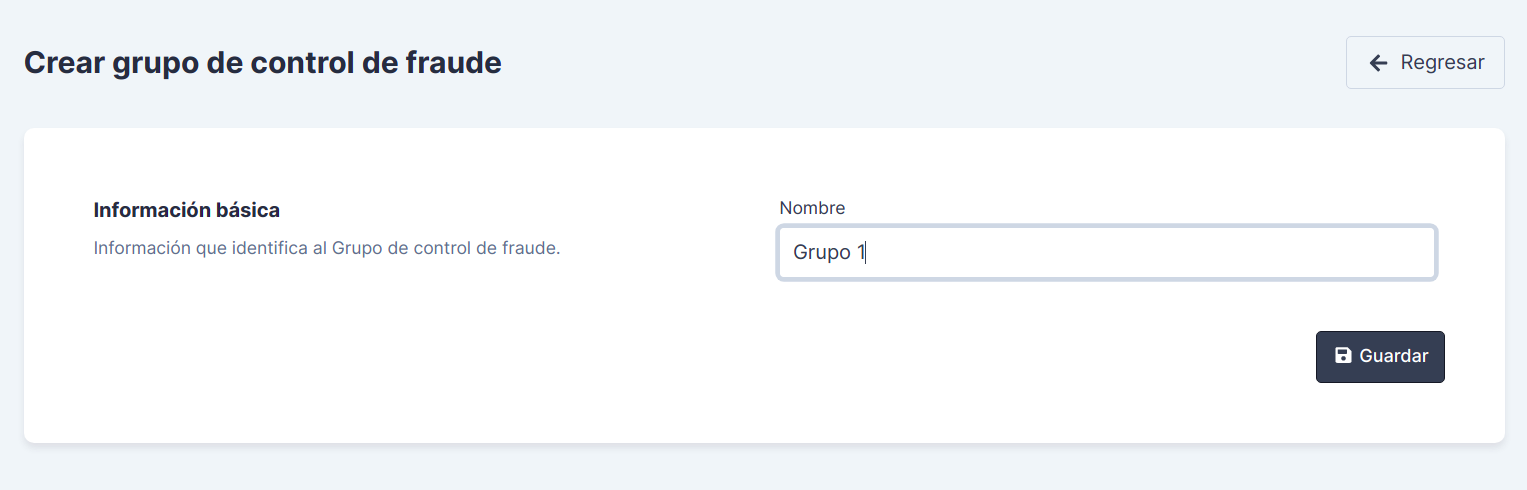 Crear grupo de control de fraude
Regresar
Información básica
Información que identifica al Grupo de control de fraude.
Nombre
Grupo 1
Guardar